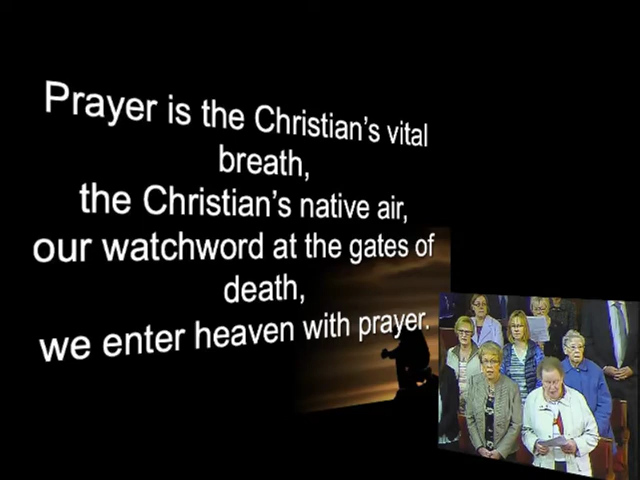 Prayer is the Christian's vital
breath,
the Christian's native air,
our watchword at the gates of
death,
we enter heaven with prayer.